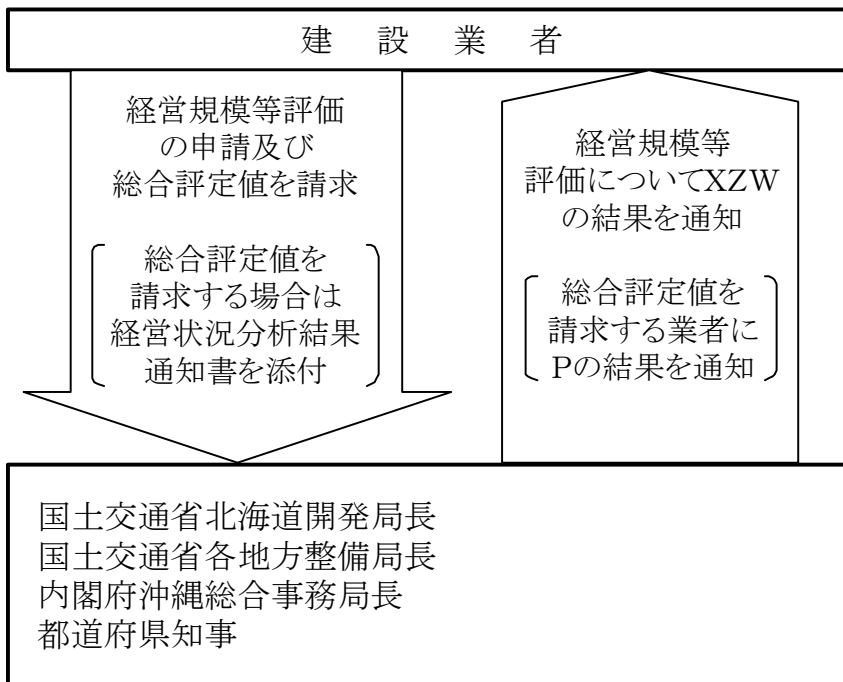 建設業者
経営規模等評価
の申請及び
総合評定値を請求
総合評定値を
請求する場合は
経営状況分析結果
通知書を添付
経営規模等
評価についてXZW
の結果を通知
総合評定値を
請求する業者に
Pの結果を通知
国土交通省北海道開発局長
国土交通省各地方整備局長
内閣府沖縄総合事務局長
都道府県知事